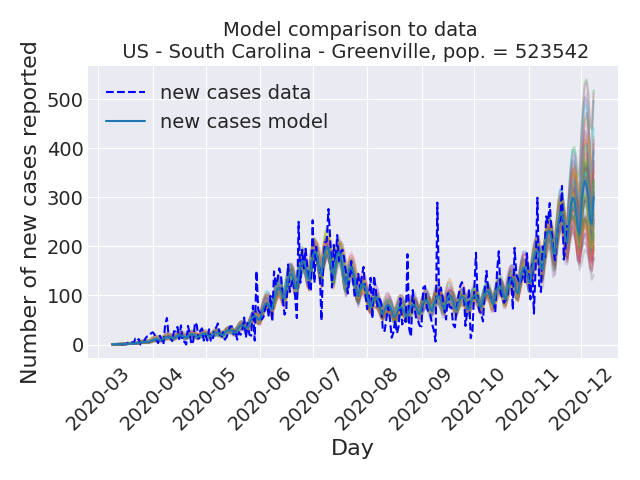 Model comparison to data
US - South Carolina - Greenville, pop. = 523542
Number of new cases reported
500
400
300
200
100
0
new cases data
new cases model
2020-03
2020-04
2020-05
2020-06
2020-07
2020-08
2020-09
2020-10
2020-11
2020-12
Day